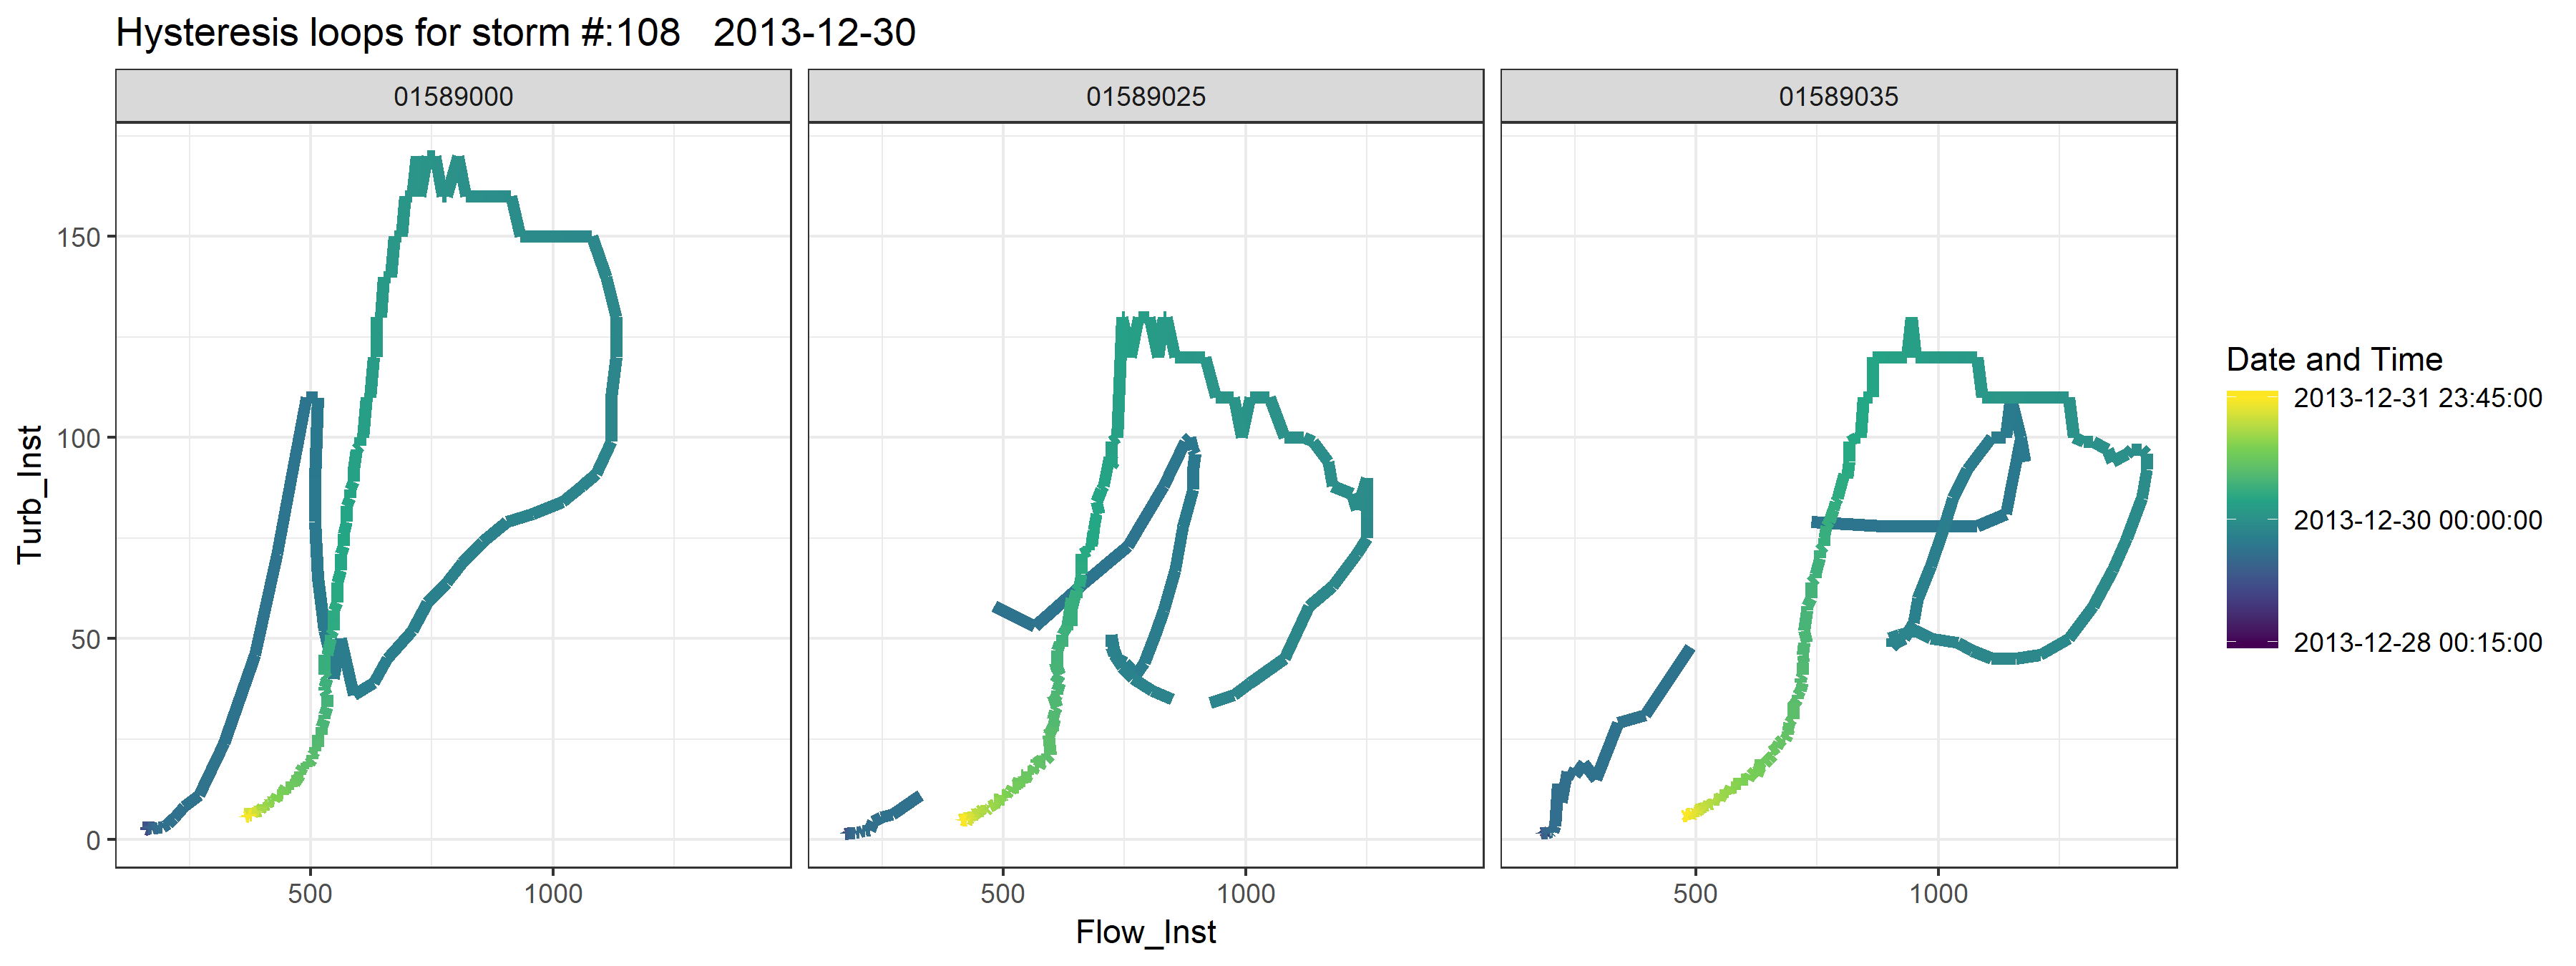 Hysteresis loops for storm #:108   2013-12-30
01589000 01589025 01589035
Turb_Inst
150
100
50
0
500 1000 500 1000 500 1000
Flow_Inst
Date and Time
2013-12-31 23:45:00
2013-12-30 00:00:00
2013-12-28 00:15:00